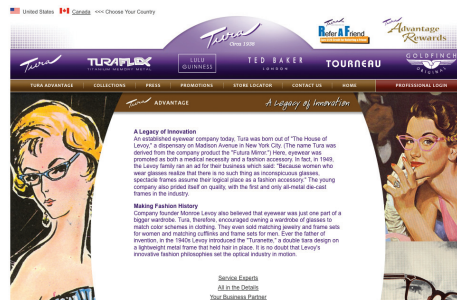 United States Canada <<< Choose Your Country
Tura
Circa 1938
Refer A Friend
Tura
Advantage
Rewards
Tura
TURAFLEX
TITANIUM MEMORY METAL
LULU
GUINNESS
TED BAKER
LONDON
TOURNEAU
GOLDFINCH
ORIGINAL
TURA ADVANTAGE COLLECTIONS PRESS PROMOTIONS STORE LOCATOR CONTACT US HOME PROFESSIONAL LOGIN
Tura ADVANTAGE A Legacy of Innovation
A Legacy of Innovation
An established eyewear company today, Tura was born out of "The House of
Levoy," a dispensary on Madison Avenue in New York City. (The name Tura was
derived from the company product the "Futura Mirror.") Here, eyewear was
promoted as both a medical necessity and a fashion accessory. In fact, in 1949,
the Levoy family ran an ad for their business which said: "Because women who
wear glasses realize that there is no such thing as inconspicuous glasses,
spectacle frames assume their logical place as a fashion accessory." The young
company also prided itself on quality, with the first and only all-metal die-cast
frames in the industry.
Making Fashion History
Company founder Monroe Levoy also believed that eyewear was just one part of a
bigger wardrobe. Tura, therefore, encouraged owning a wardrobe of glasses to
match color schemes in clothing. They even sold matching jewelry and frame sets
for women and matching cufflinks and frame sets for men. Ever the father of
invention, in the 1940s Levoy introduced the "Turanette," a double tiara design on
a lightweight metal frame that held hair in place. It is no doubt that Levoy's
innovative fashion philosophies set the optical industry in motion.
Service Experts
All in the Details
Your Business Partner